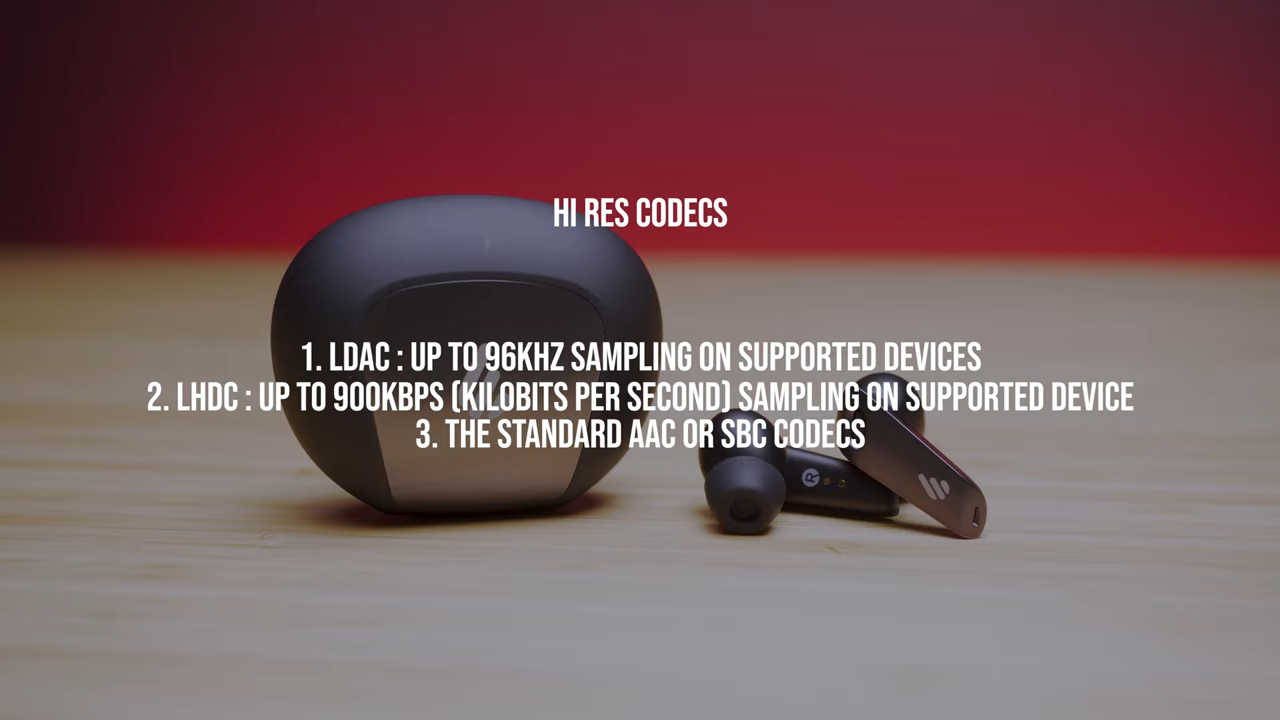 HI RES CODECS
1. LDAC : UP TO 96KHZ SAMPLING ON SUPPORTED DEVICES
2. LHDC : UP TO 900KBPS (KILOBITS PER SECOND) SAMPLING ON SUPPORTED DEVICE
3. THE STANDARD AAC OR SBC CODECS
R